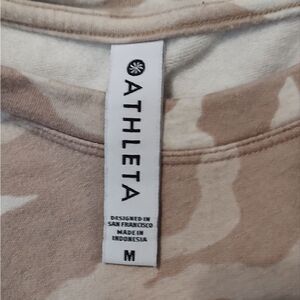 ATHLETA
DESIGNED IN
SAN FRANCISCO
MADE IN
INDONESIA
M